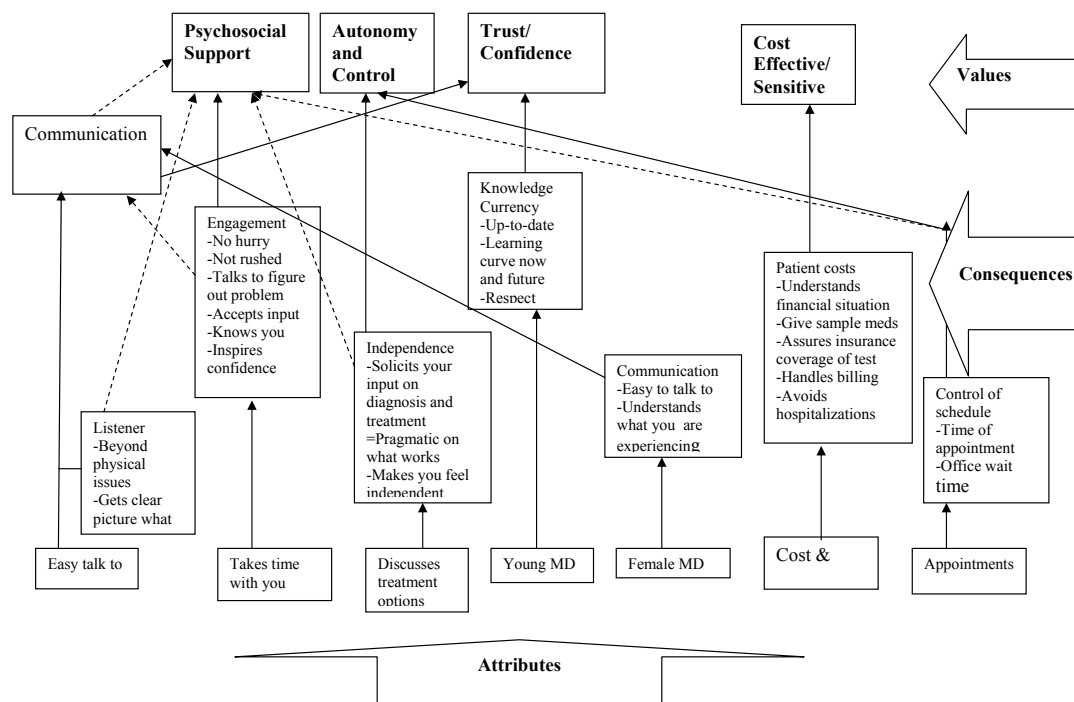 Psychosocial
Support
Autonomy
and
Control
Trust/
Confidence
Cost
Effective/
Sensitive
Values
Communication
Engagement
-No hurry
-Not rushed
-Talks to figure
out problem
-Accepts input
-Knows you
-Inspires
confidence
Knowledge
Currency
-Up-to-date
-Learning
curve now
and future
-Respect
Patient costs
-Understands
financial situation
-Give sample meds
-Assures insurance
coverage of test
-Handles billing
-Avoids
hospitalizations
Consequences
Listener
-Beyond
physical
issues
-Gets clear
picture what
Independence
-Solicits your
input on
diagnosis and
treatment
=Pragmatic on
what works
-Makes you feel
independent
Communication
-Easy to talk to
-Understands
what you are
experiencing
Control of
schedule
-Time of
appointment
-Office wait
time
Easy talk to
Takes time
with you
Discusses
treatment
options
Young MD
Female MD
Cost &
Appointments
Attributes